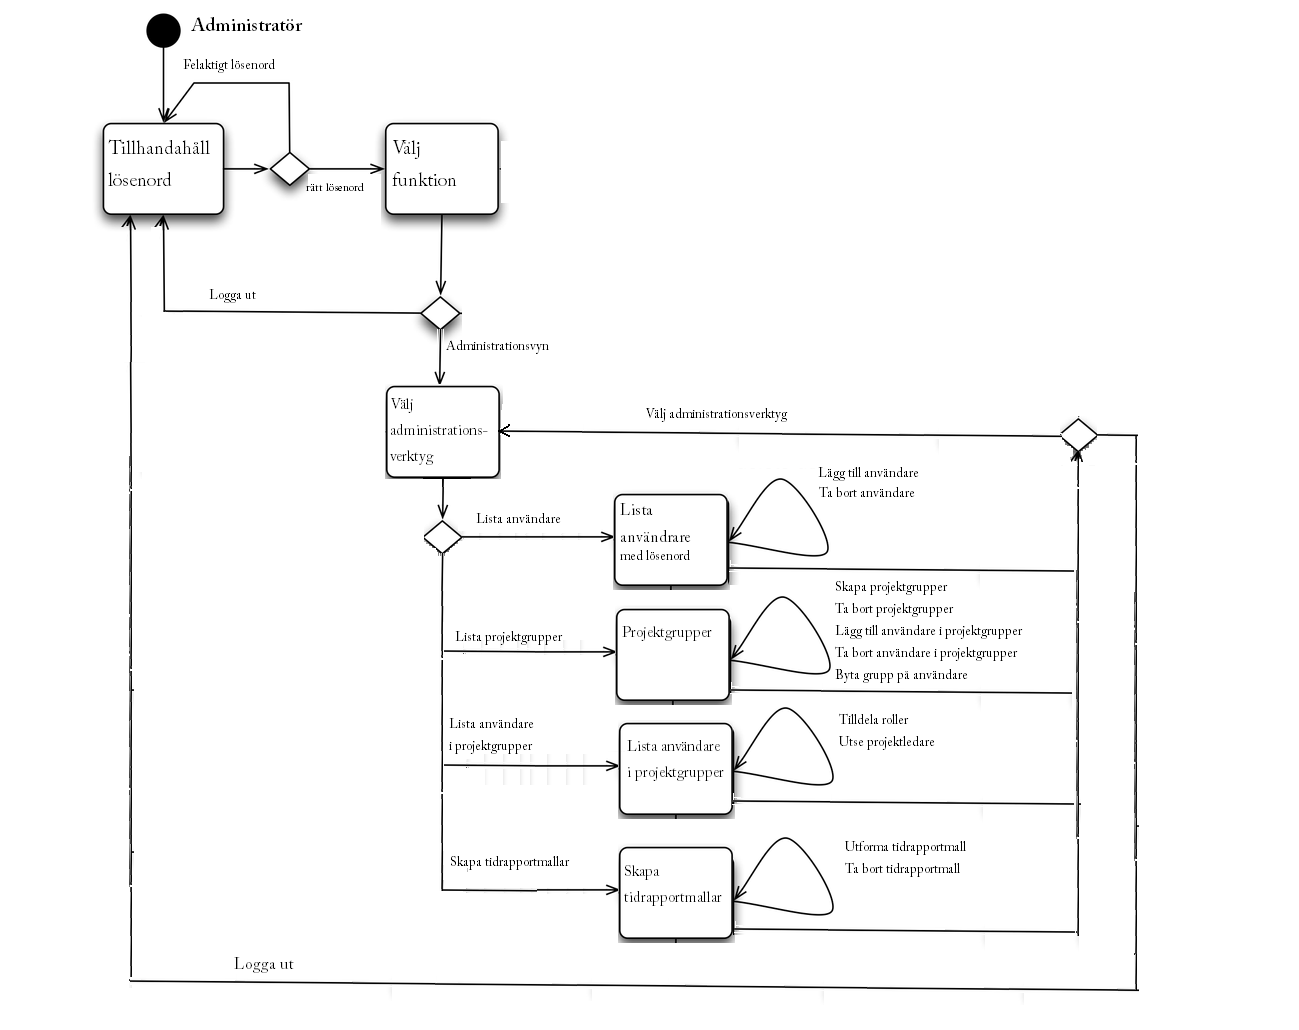 Administratör
Felaktigt lösenord
Tillhandahåll
lösenord
rätt lösenord
Välj
funktion
Logga ut
Administrationsvyn
Välj
administrations-
verktyg
Välj administrationsverktyg
Lista användare
Lista
användrare
med lösenord
Lägg till användare
Ta bort användare
Lista projektgrupper
Projektgrupper
Skapa projektgrupper
Ta bort projektgrupper
Lägg till användare i projektgrupper
Ta bort användare i projektgrupper
Byta grupp på användare
Lista användare
i projektgrupper
Lista användare
i projektgrupper
Tilldela roller
Utse projektledare
Skapa tidrapportmallar
Skapa
tidrapportmallar
Utforma tidrapportmall
Ta bort tidrapportmall
Logga ut